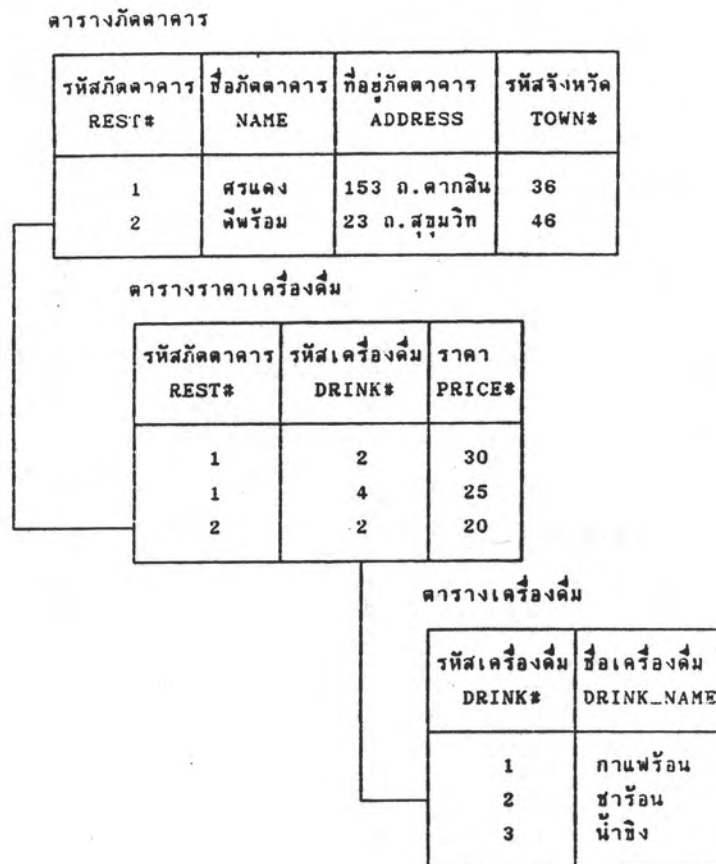 ตารางภัตตาคาร
รหัสภัตตาคาร ชื่อภัตตาคาร ที่อยู่ภัตตาคาร รหัสจังหวัด
REST# NAME ADDRESS TOWN#
1 ศรแดง 153 ถ.ตากสิน 36
2 ดีพร้อม 23 ถ.สุขุมวิท 46
ตารางราคาเครื่องดื่ม
รหัสภัตตาคาร รหัสเครื่องดื่ม ราคา
REST# DRINK# PRICE#
1 2 30
1 4 25
2 2 20
ตารางเครื่องดื่ม
รหัสเครื่องดื่ม ชื่อเครื่องดื่ม
DRINK# DRINK_NAME
1 กาแฟร้อน
2 ชาร้อน
3 น้ำขิง